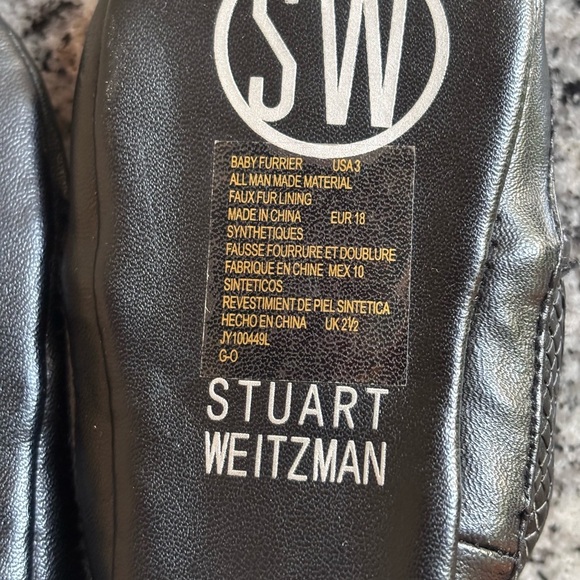 SW
BABY FURRIER USA 3
ALL MAN MADE MATERIAL
FAUX FUR LINING
MADE IN CHINA EUR 18
SYNTHETIQUES
FAUSSE FOURRURE ET DOUBLURE
FABRIQUE EN CHINE MEX 10
SINTETICOS
REVESTIMIENT DE PIEL SINTETICA
HECHO EN CHINA UK 2½
JY100449L
G-O
STUART
WEITZMAN